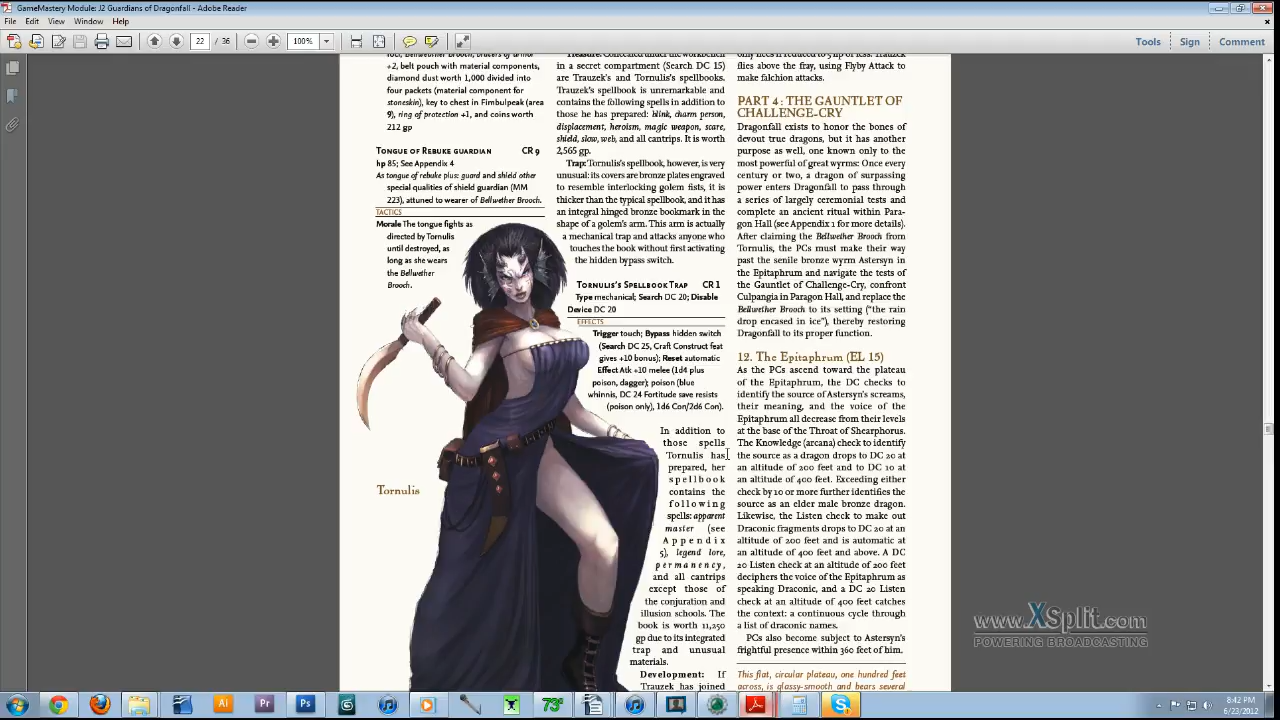 GameMastery Module: J2 Guardians of Dragonfall - Adobe Reader
File Edit View Window Help
22 / 36
100%
Tools Sign Comment
+2, belt pouch with material components,
diamond dust worth 1,000 divided into
four packets (material component for
stoneskin), key to chest in Fimbulpeak (area
9), ring of protection +1, and coins worth
212 gp
TONGUE OF REBUKE GUARDIAN CR 9
hp 85; See Appendix 4
As tongue of rebuke plus: guard and shield other
special qualities of shield guardian (MM
223), attuned to wearer of Bellwether Brooch.
TACTICS
Morale The tongue fights as
directed by Tornulis
until destroyed, as
long as she wears
the Bellwether
Brooch.
Tornulis
in a secret compartment (Search DC 15)
are Trauzek's and Tornulis's spellbooks.
Trauzek's spellbook is unremarkable and
contains the following spells in addition to
those he has prepared: blink, charm person,
displacement, heroism, magic weapon, scare,
shield, slow, web, and all cantrips. It is worth
2,565 gp.
Trap: Tornulis's spellbook, however, is very
unusual: its covers are bronze plates engraved
to resemble interlocking golem fists, it is
thicker than the typical spellbook, and it has
an integral hinged bronze bookmark in the
shape of a golem's arm. This arm is actually
a mechanical trap and attacks anyone who
touches the book without first activating
the hidden bypass switch.
TORNULIS'S SPELLBOOK TRAP CR 1
Type mechanical; Search DC 20; Disable
Device DC 20
EFFECTS
Trigger touch; Bypass hidden switch
(Search DC 25, Craft Construct feat
gives +10 bonus); Reset automatic
Effect Atk +10 melee (1d4 plus
poison, dagger); poison (blue
whinnis, DC 24 Fortitude save resists
(poison only), 1d6 Con/2d6 Con).
In addition to
those spells
Tornulis has
prepared, her
spellbook
contains the
following
spells: apparent
master (see
Appendix
5), legend lore,
permanency,
and all cantrips
except those of
the conjuration and
illusion schools. The
book is worth 11,250
gp due to its integrated
trap and unusual
materials.
Development: If
Trauzek has joined
flies above the fray, using Flyby Attack to
make falchion attacks.
PART 4: THE GAUNTLET OF
CHALLENGE-CRY
Dragonfall exists to honor the bones of
devout true dragons, but it has another
purpose as well, one known only to the
most powerful of great wyrms: Once every
century or two, a dragon of surpassing
power enters Dragonfall to pass through
a series of largely ceremonial tests and
complete an ancient ritual within Para-
gon Hall (see Appendix 1 for more details).
After claiming the Bellwether Brooch from
Tornulis, the PCs must make their way
past the senile bronze wyrm Astersyn in
the Epitaphrum and navigate the tests of
the Gauntlet of Challenge-Cry, confront
Culpangia in Paragon Hall, and replace the
Bellwether Brooch to its setting ("the rain
drop encased in ice"), thereby restoring
Dragonfall to its proper function.
12. The Epitaphrum (EL 15)
As the PCs ascend toward the plateau
of the Epitaphrum, the DC checks to
identify the source of Astersyn's screams,
their meaning, and the voice of the
Epitaphrum all decrease from their levels
at the base of the Throat of Shearphorus.
The Knowledge (arcana) check to identify
the source as a dragon drops to DC 20 at
an altitude of 200 feet and to DC 10 at
an altitude of 400 feet. Exceeding either
check by 10 or more further identifies the
source as an elder male bronze dragon.
Likewise, the Listen check to make out
Draconic fragments drops to DC 20 at an
altitude of 200 feet and is automatic at
an altitude of 400 feet and above. A DC
20 Listen check at an altitude of 200 feet
deciphers the voice of the Epitaphrum as
speaking Draconic, and a DC 20 Listen
check at an altitude of 400 feet catches
the context: a continuous cycle through
a list of draconic names.
PCs also become subject to Astersyn's
frightful presence within 360 feet of him.
This flat, circular plateau, one hundred feet
across, is glassy-smooth and bears several
www.XSplit.com
POWERING BROADCASTING
Ai Pr Ps 73°
8:42 PM
6/23/2012